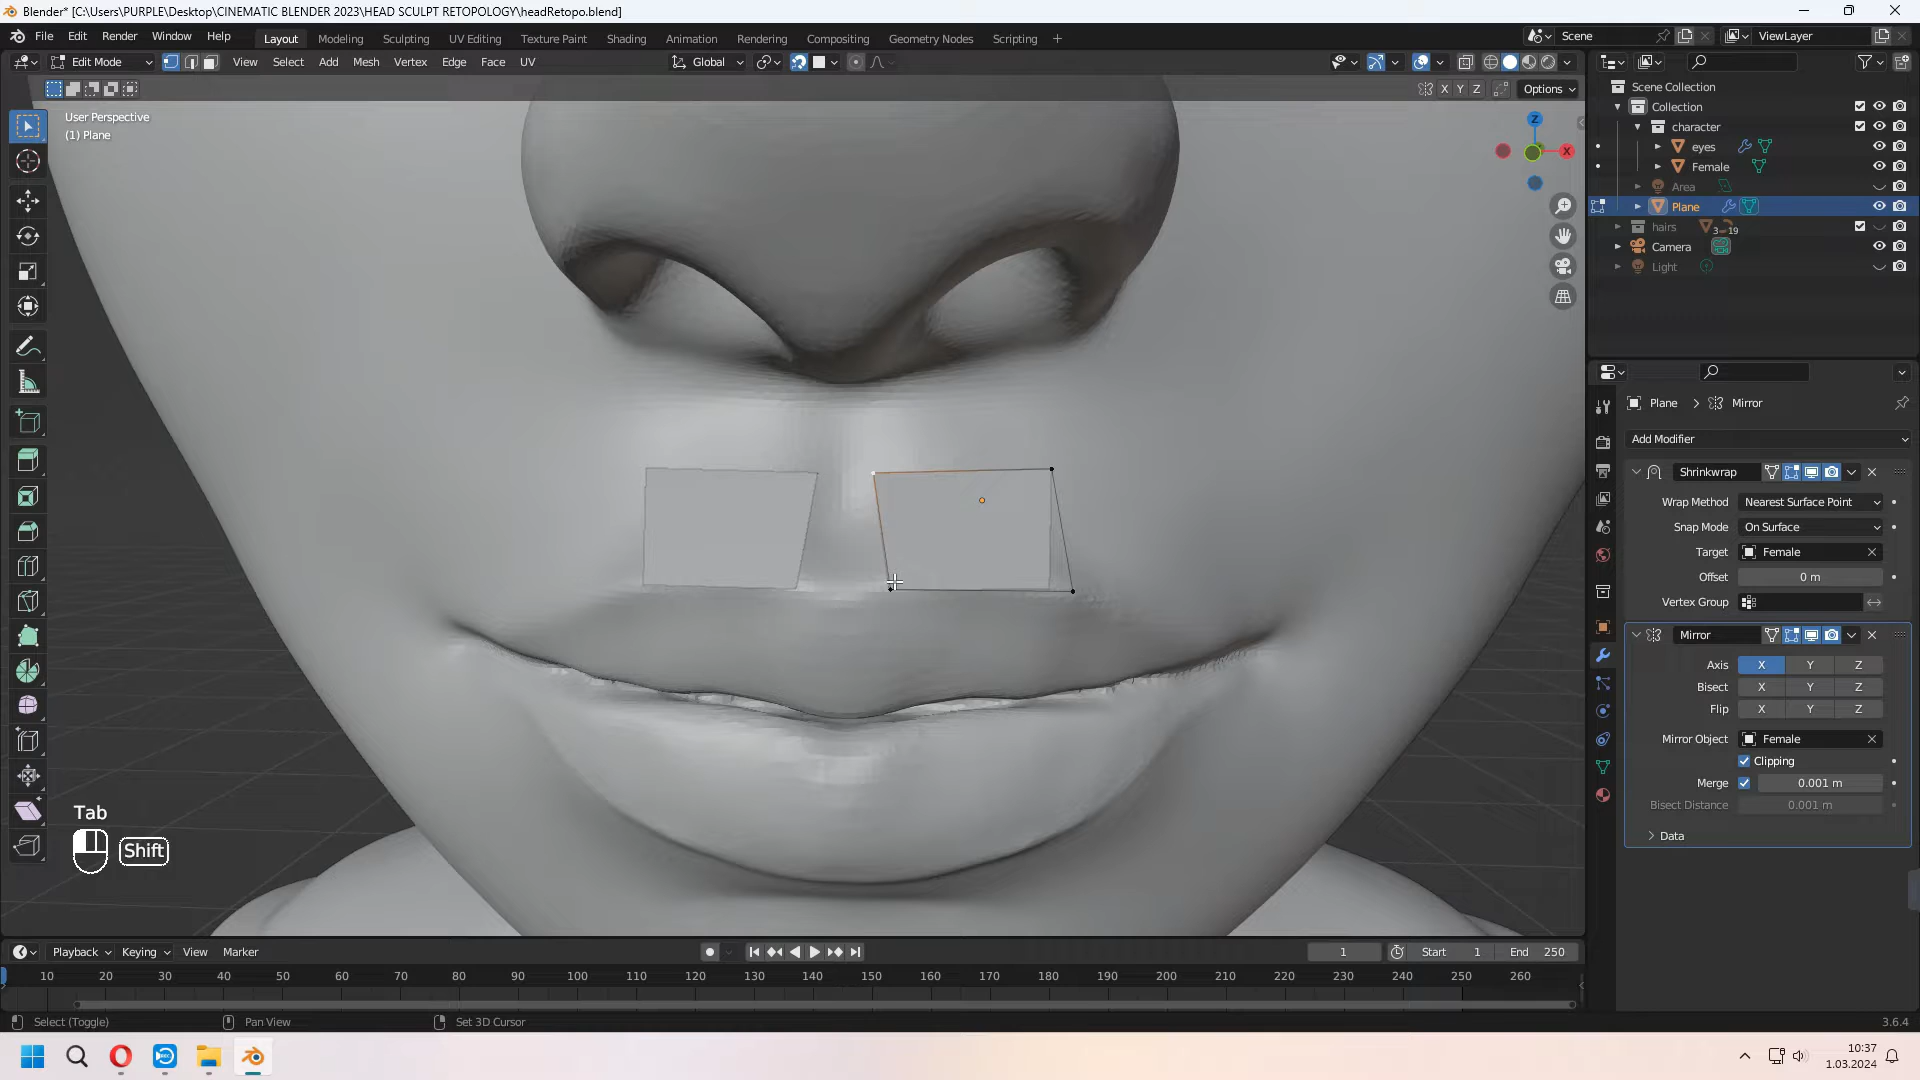 Blender* [C:\Users\PURPLE\Desktop\CINEMATIC BLENDER 2023\HEAD SCULPT RETOPOLOGY\headRetopo.blend]
File Edit Render Window Help Layout Modeling Sculpting UV Editing Texture Paint Shading Animation Rendering Compositing Geometry Nodes Scripting + Scene ViewLayer
Edit Mode View Select Add Mesh Vertex Edge Face UV Global
X Y Z Options
User Perspective
(1) Plane
Z
X
Scene Collection
Collection
character
eyes
Female
Area
Plane
hairs 3 19
Camera
Light
Plane > Mirror
Add Modifier
Shrinkwrap
Wrap Method Nearest Surface Point
Snap Mode On Surface
Target Female
Offset 0 m
Vertex Group
Mirror
Axis X Y Z
Bisect X Y Z
Flip X Y Z
Mirror Object Female
Clipping
Merge 0.001 m
Bisect Distance 0.001 m
Data
Tab
Shift
Playback Keying View Marker 1 Start 1 End 250
10 20 30 40 50 60 70 80 90 100 110 120 130 140 150 160 170 180 190 200 210 220 230 240 250 260
Select (Toggle) Pan View Set 3D Cursor 3.6.4
10:37
1.03.2024